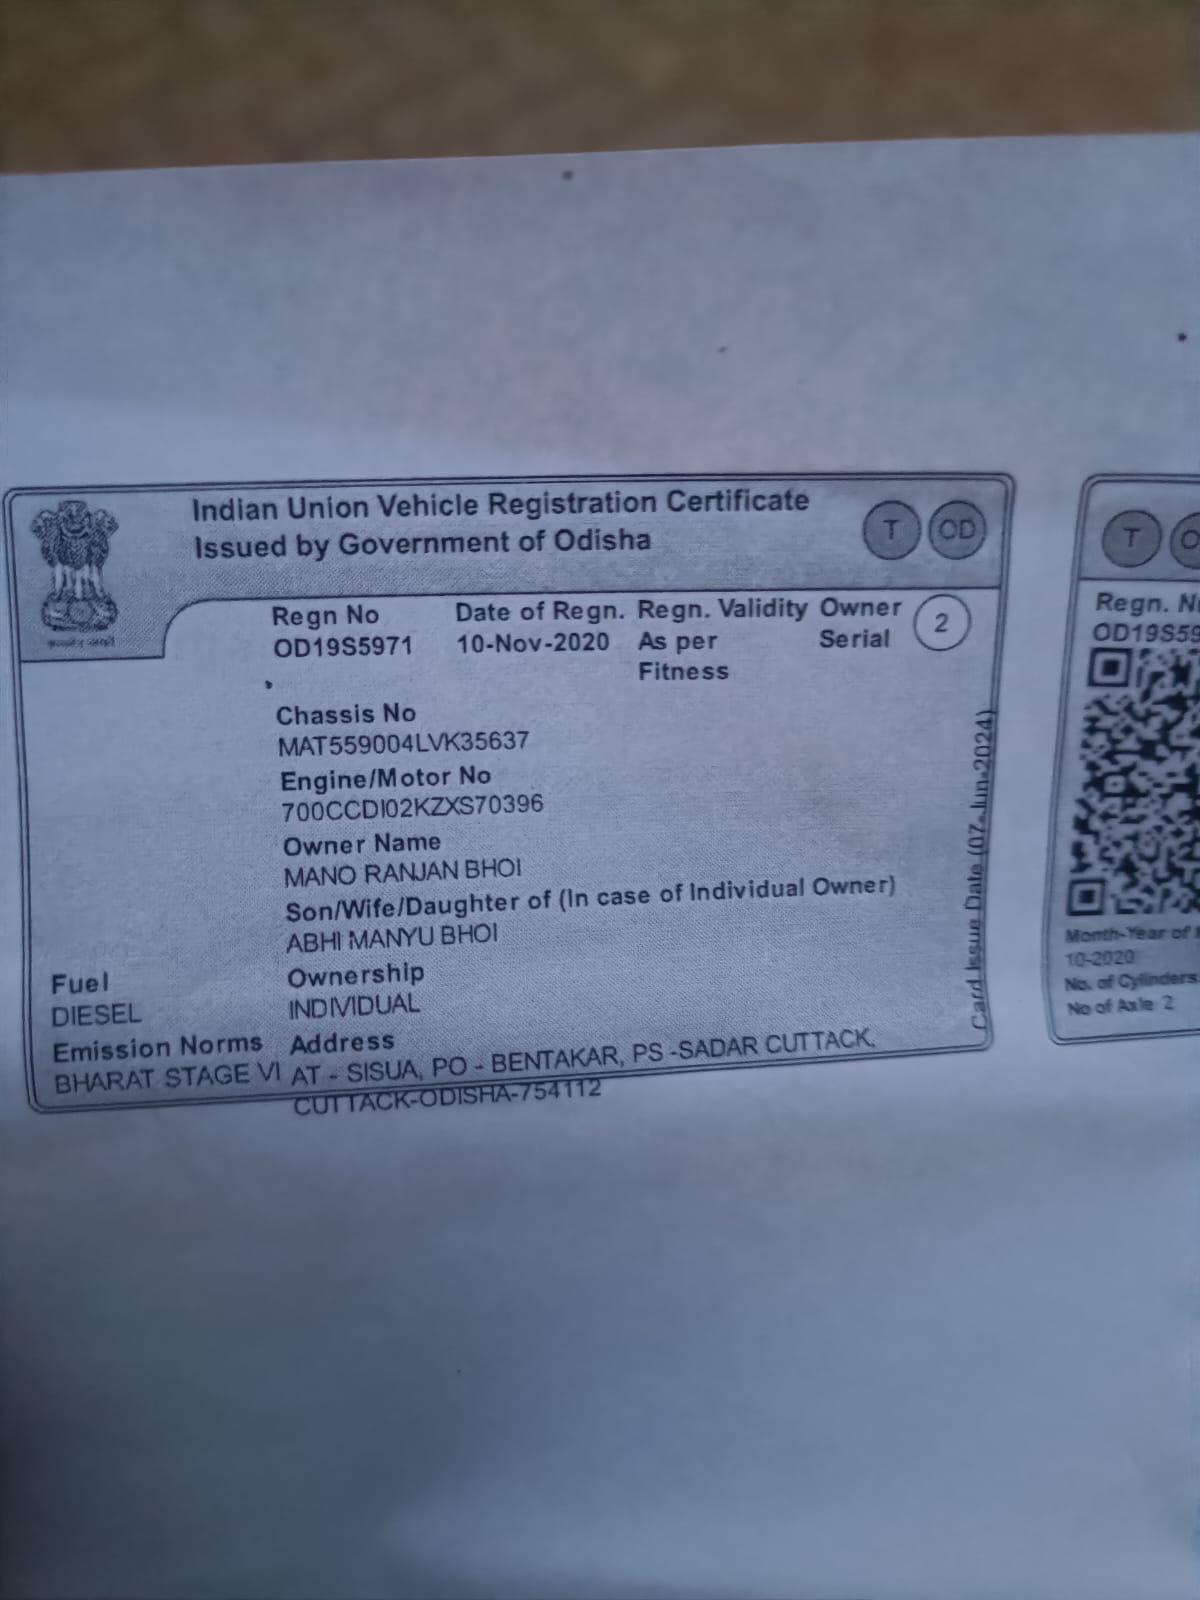 Indian Union Vehicle Registration Certificate
Issued by Government of Odisha
T OD
Regn No Date of Regn. Regn. Validity Owner Serial 2
OD19S5971 10-Nov-2020 As per Fitness
Chassis No
MAT559004LVK35637
Engine/Motor No
700CCDI02KZXS70396
Owner Name
MANO RANJAN BHOI
Son/Wife/Daughter of (In case of Individual Owner)
ABHI MANYU BHOI
Fuel Ownership
DIESEL INDIVIDUAL
Emission Norms Address
BHARAT STAGE VI AT - SISUA, PO - BENTAKAR, PS -SADAR CUTTACK,
CUTTACK-ODISHA-754112
Card Issue Date (07-Jun-2024)
T
Regn.
OD19S59
Month-Year of
10-2020
No. of Cylinders
No of Axle 2